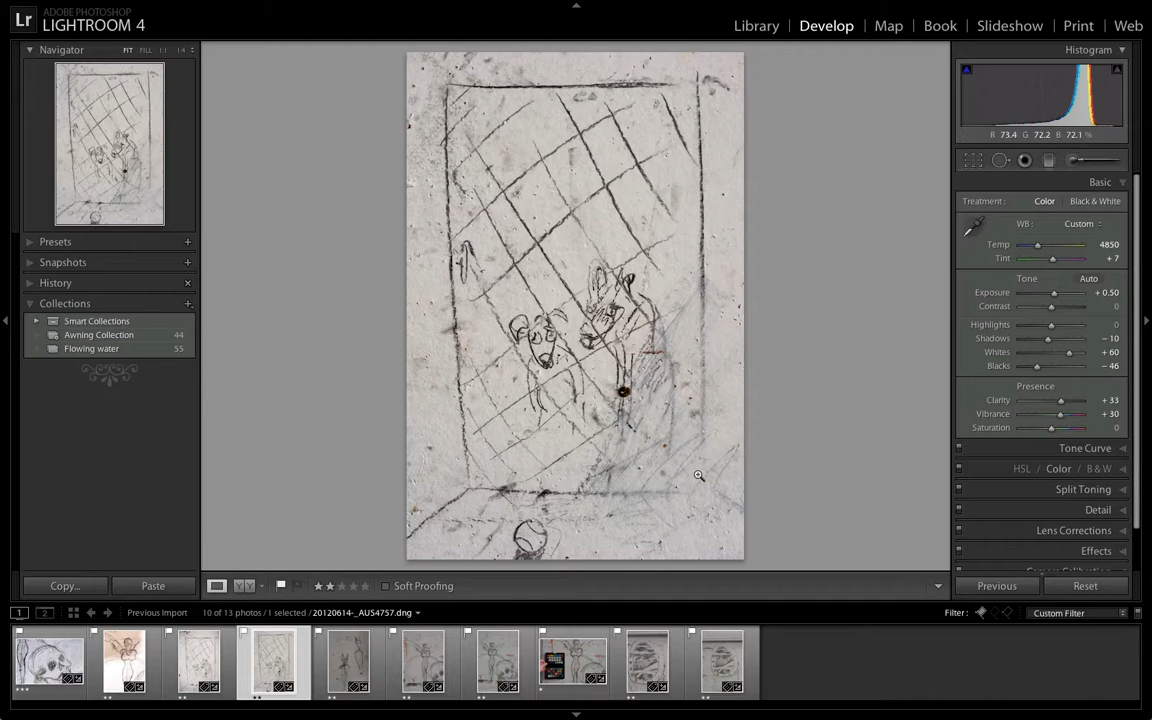 Lr ADOBE PHOTOSHOP
LIGHTROOM 4
Library | Develop | Map | Book | Slideshow | Print | Web
Navigator FIT FILL 1:1 1:4
Histogram
R 73.4 G 72.2 B 72.1 %
Basic
Treatment : Color Black & White
WB : Custom
Temp 4850
Tint + 7
Tone Auto
Exposure + 0.50
Contrast 0
Highlights 0
Shadows − 10
Whites + 60
Blacks − 46
Presence
Clarity + 33
Vibrance + 30
Saturation 0
Tone Curve
HSL / Color / B & W
Split Toning
Detail
Lens Corrections
Effects
Camera Calibration
Previous Reset
Presets
Snapshots
History
Collections
Smart Collections
Awning Collection 44
Flowing water 55
Copy... Paste
Y Y Soft Proofing
1 2 Previous Import 10 of 13 photos / 1 selected / 20120614-_AUS4757.dng Filter : Custom Filter